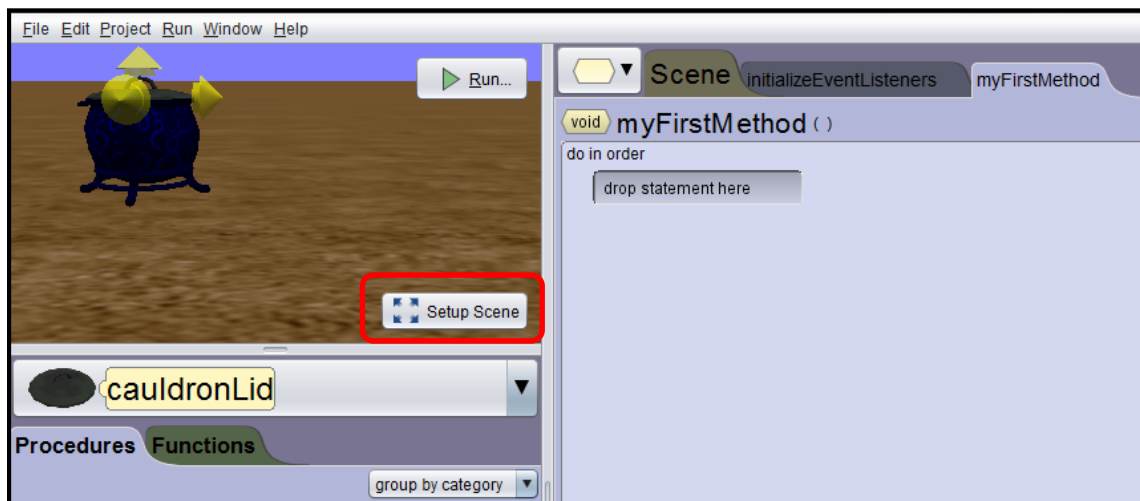 File Edit Project Run Window Help
Run...
Setup Scene
cauldronLid
Procedures Functions
group by category
Scene initializeEventListeners myFirstMethod
void myFirstMethod ()
do in order
drop statement here